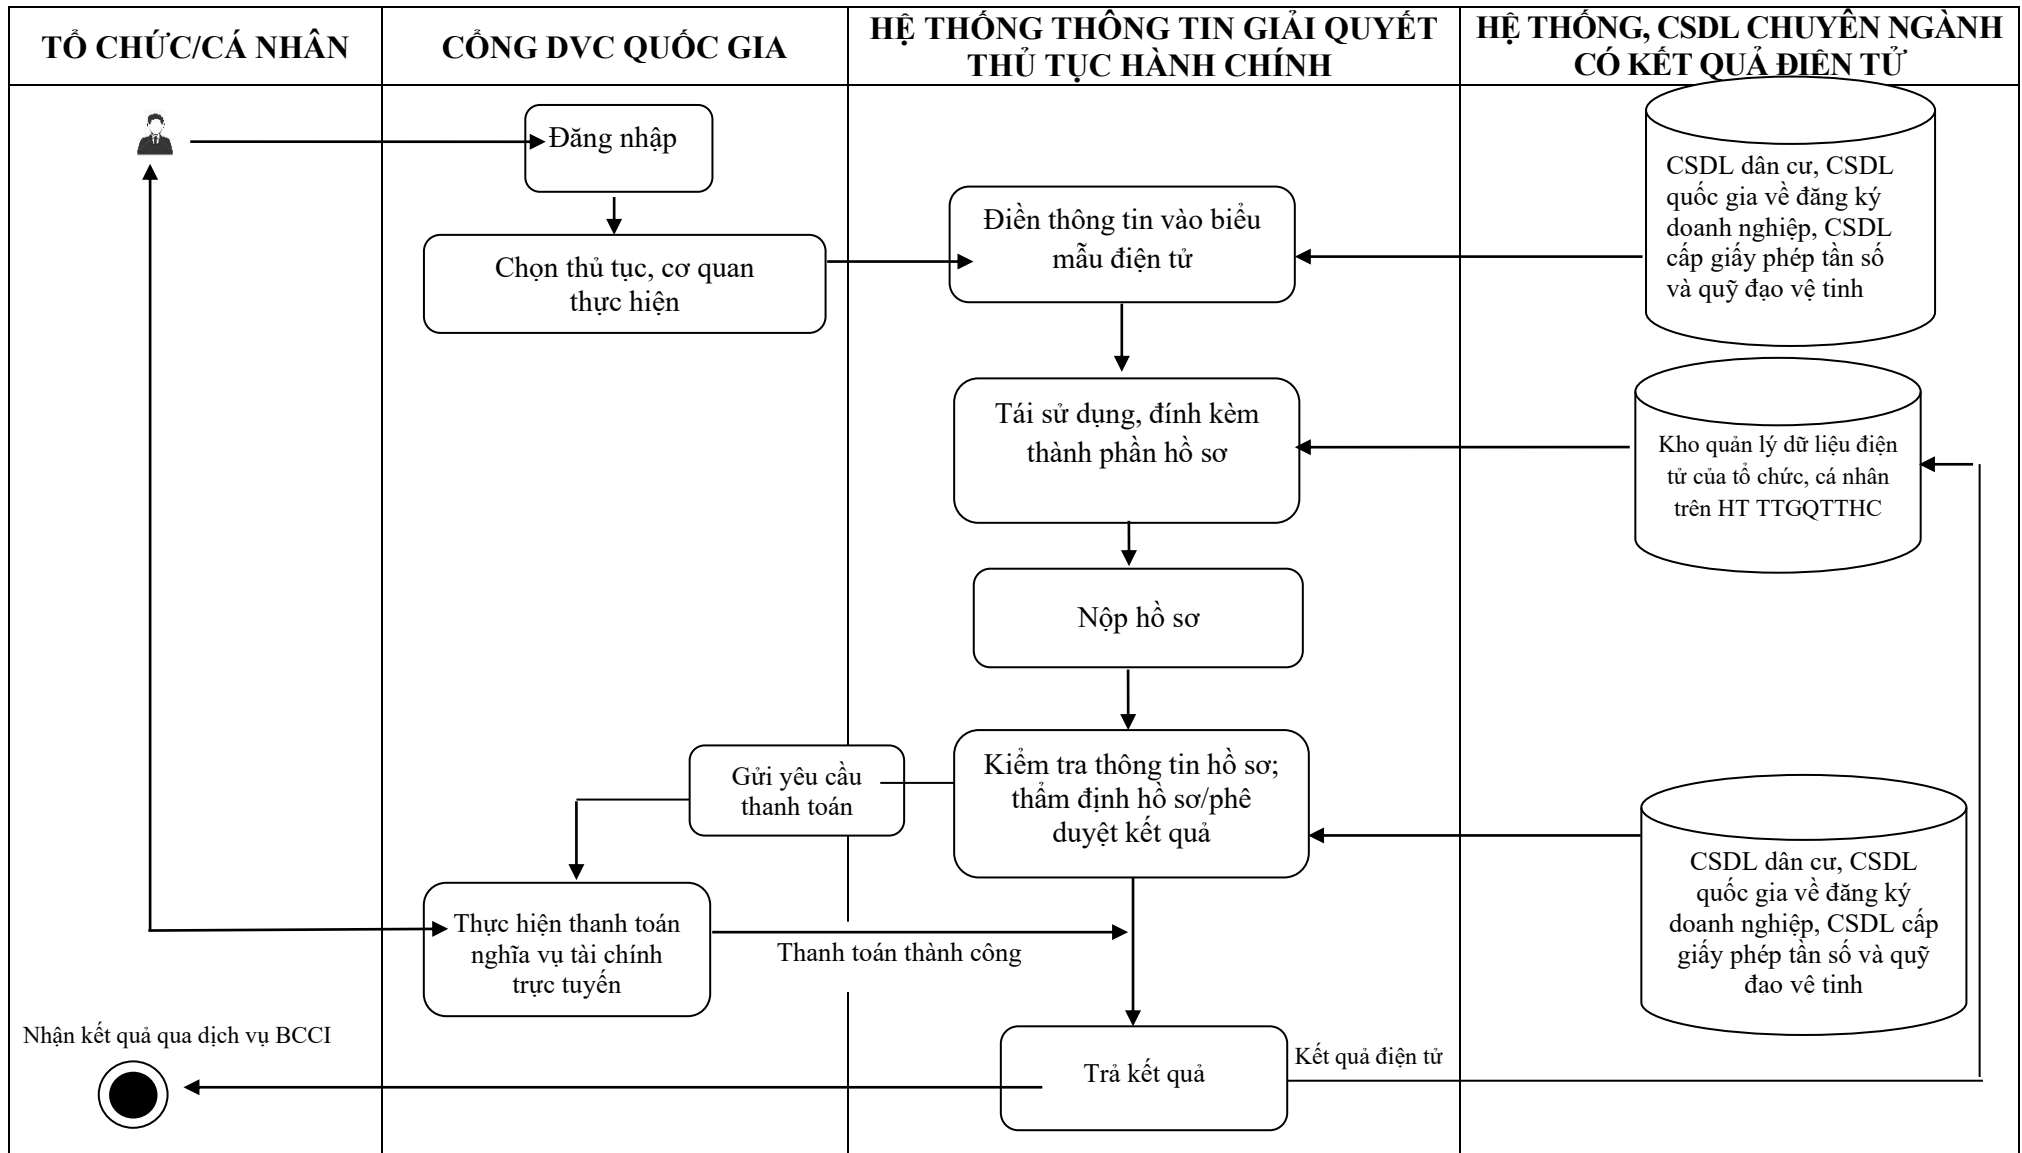 TỔ CHỨC/CÁ NHÂN
CỔNG DVC QUỐC GIA
HỆ THỐNG THÔNG TIN GIẢI QUYẾT
THỦ TỤC HÀNH CHÍNH
HỆ THỐNG, CSDL CHUYÊN NGÀNH
CÓ KẾT QUẢ ĐIỆN TỬ
Đăng nhập
Chọn thủ tục, cơ quan
thực hiện
Điền thông tin vào biểu
mẫu điện tử
CSDL dân cư, CSDL
quốc gia về đăng ký
doanh nghiệp, CSDL
cấp giấy phép tần số
và quỹ đạo vệ tinh
Tái sử dụng, đính kèm
thành phần hồ sơ
Kho quản lý dữ liệu điện
tử của tổ chức, cá nhân
trên HT TTGQTTHC
Nộp hồ sơ
Gửi yêu cầu
thanh toán
Kiểm tra thông tin hồ sơ;
thẩm định hồ sơ/phê
duyệt kết quả
CSDL dân cư, CSDL
quốc gia về đăng ký
doanh nghiệp, CSDL cấp
giấy phép tần số và quỹ
đao vê tinh
Thực hiện thanh toán
nghĩa vụ tài chính
trực tuyến
Thanh toán thành công
Nhận kết quả qua dịch vụ BCCI
Trả kết quả
Kết quả điện tử